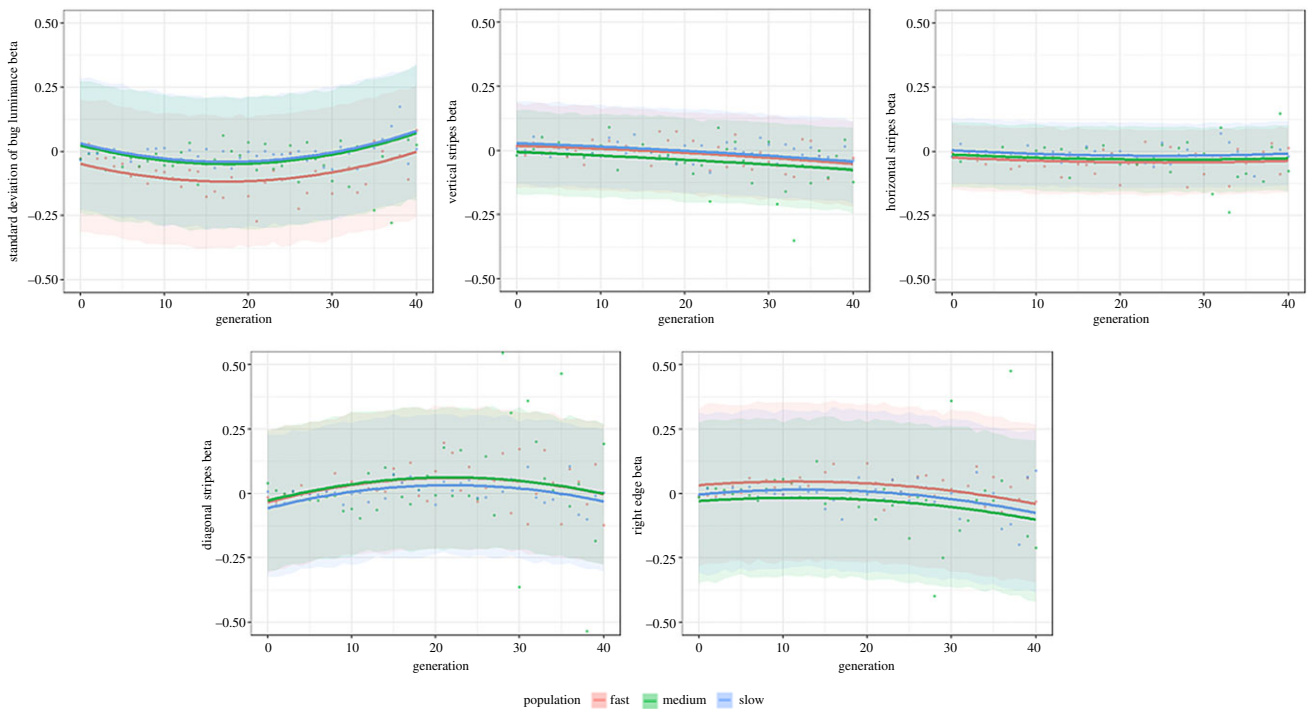 standard deviation of bug luminance beta
0.50
0.25
0
–0.25
–0.50
0 10 20 30 40
generation
vertical stripes beta
0.50
0.25
0
–0.25
–0.50
0 10 20 30 40
generation
horizontal stripes beta
0.50
0.25
0
–0.25
–0.50
0 10 20 30 40
generation
diagonal stripes beta
0.50
0.25
0
–0.25
–0.50
0 10 20 30 40
generation
right edge beta
0.50
0.25
0
–0.25
–0.50
0 10 20 30 40
generation
population fast medium slow